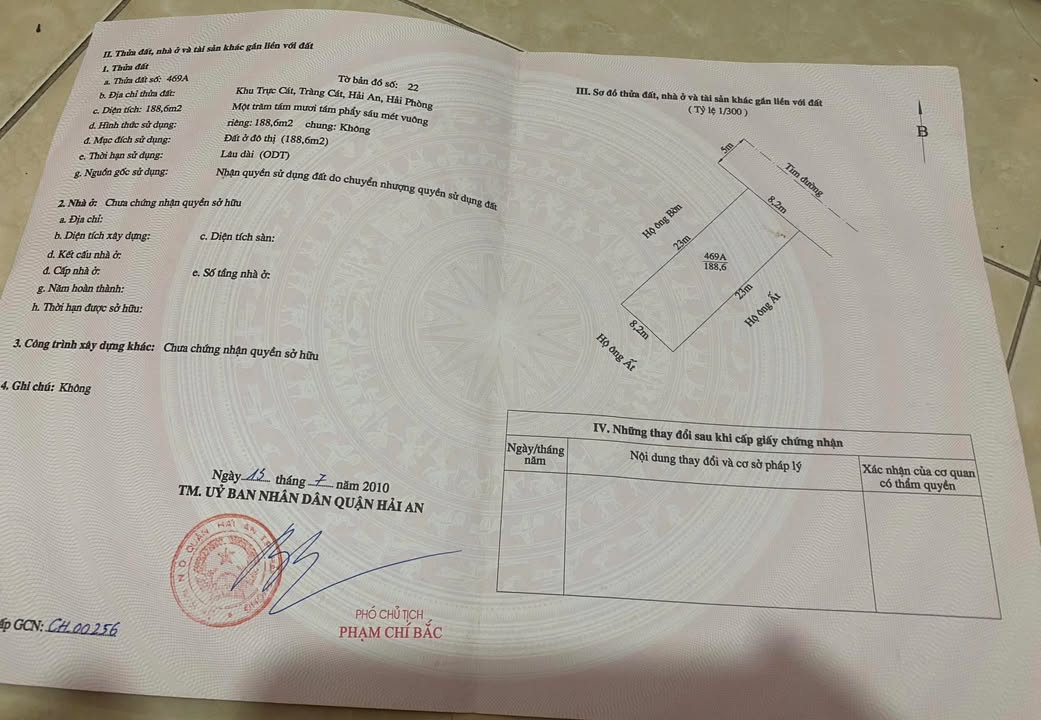 II. Thửa đất, nhà ở và tài sản khác gắn liền với đất
1. Thửa đất
a. Thửa đất số: 469A Tờ bản đồ số: 22
b. Địa chỉ thửa đất: Khu Trực Cát, Tràng Cát, Hải An, Hải Phòng
c. Diện tích: 188,6m2 Một trăm tám mươi tám phẩy sáu mét vuông
d. Hình thức sử dụng: riêng: 188,6m2 chung: Không
đ. Mục đích sử dụng: Đất ở đô thị (188,6m2)
e. Thời hạn sử dụng: Lâu dài (ODT)
g. Nguồn gốc sử dụng: Nhận quyền sử dụng đất do chuyển nhượng quyền sử dụng đất
2. Nhà ở: Chưa chứng nhận quyền sở hữu
a. Địa chỉ:
b. Diện tích xây dựng: c. Diện tích sàn:
d. Kết cấu nhà ở:
đ. Cấp nhà ở: e. Số tầng nhà ở:
g. Năm hoàn thành:
h. Thời hạn được sở hữu:
3. Công trình xây dựng khác: Chưa chứng nhận quyền sở hữu
4. Ghi chú: Không
Ngày 15 tháng 7 năm 2010
TM. UỶ BAN NHÂN DÂN QUẬN HẢI AN
QUẬN HẢI AN
PHÓ CHỦ TỊCH
PHẠM CHÍ BẮC
ấp GCN: CH.00256
III. Sơ đồ thửa đất, nhà ở và tài sản khác gắn liền với đất
( Tỷ lệ 1/300 )
B
5m
Tim đường
8,2m
Hộ ông Bơn
23m
469A
188,6
23m
Hộ ông Ất
8,2m
Hộ ông Ất
IV. Những thay đổi sau khi cấp giấy chứng nhận
Ngày/tháng năm
Nội dung thay đổi và cơ sở pháp lý
Xác nhận của cơ quan có thẩm quyền